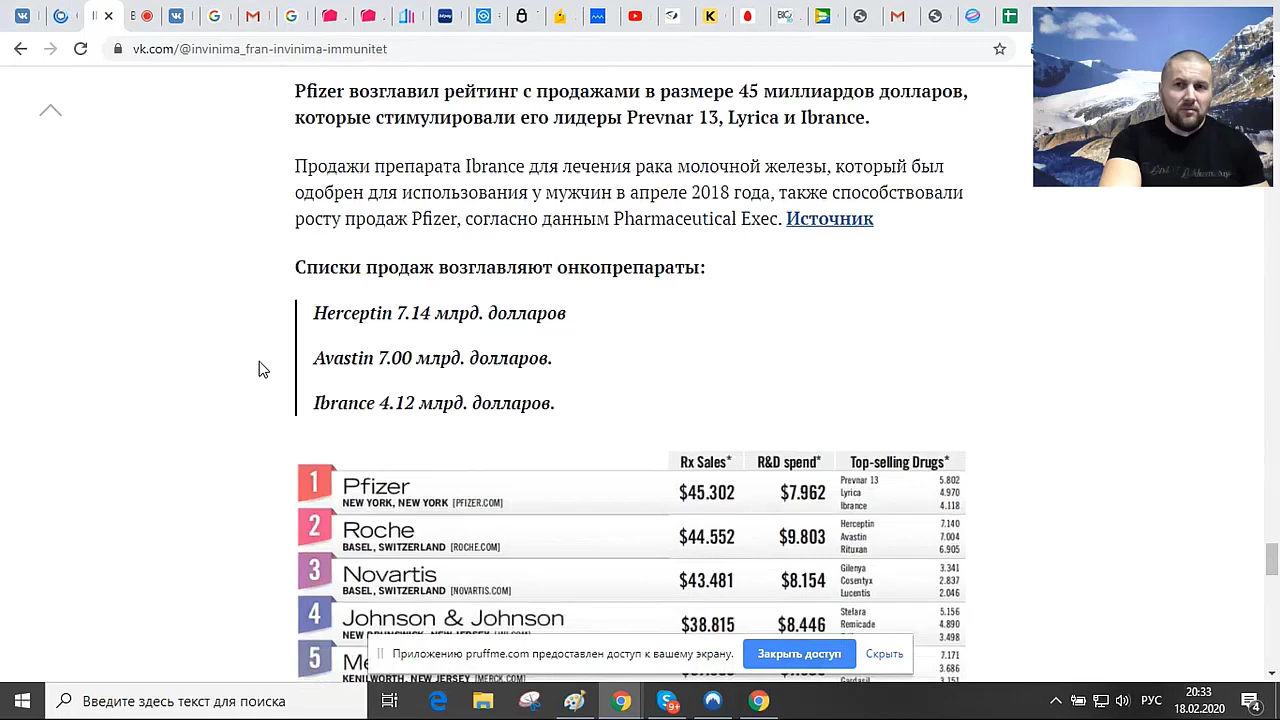 vk.com/@invinima_fran-invinima-immunitet
Pfizer возглавил рейтинг с продажами в размере 45 миллиардов долларов,
которые стимулировали его лидеры Prevnar 13, Lyrica и Ibrance.
Продажи препарата Ibrance для лечения рака молочной железы, который был
одобрен для использования у мужчин в апреле 2018 года, также способствовали
росту продаж Pfizer, согласно данным Pharmaceutical Exec. Источник
Списки продаж возглавляют онкопрепараты:
Herceptin 7.14 млрд. долларов
Avastin 7.00 млрд. долларов.
Ibrance 4.12 млрд. долларов.
Rx Sales* R&D spend* Top-selling Drugs*
1 Pfizer $45.302 $7.962 Prevnar 13 5.802
Lyrica 4.970
NEW YORK, NEW YORK [PFIZER.COM] Ibrance 4.118
2 Roche $44.552 $9.803 Herceptin 7.140
Avastin 7.004
BASEL, SWITZERLAND [ROCHE.COM] Rituxan 6.905
3 Novartis $43.481 $8.154 Gilenya 3.341
Cosentyx 2.837
BASEL, SWITZERLAND [NOVARTIS.COM] Lucentis 2.046
4 Johnson & Johnson $38.815 $8.446 Stelara 5.156
Remicade 4.890
3.498
5 Me 7.171
3.686
KENILWORTH, NEW JERSEY [MERCK.COM] Gardasil 3.151
Приложению pruffme.com предоставлен доступ к вашему экрану. Закрыть доступ Скрыть
Введите здесь текст для поиска
РУС
20:33
18.02.2020